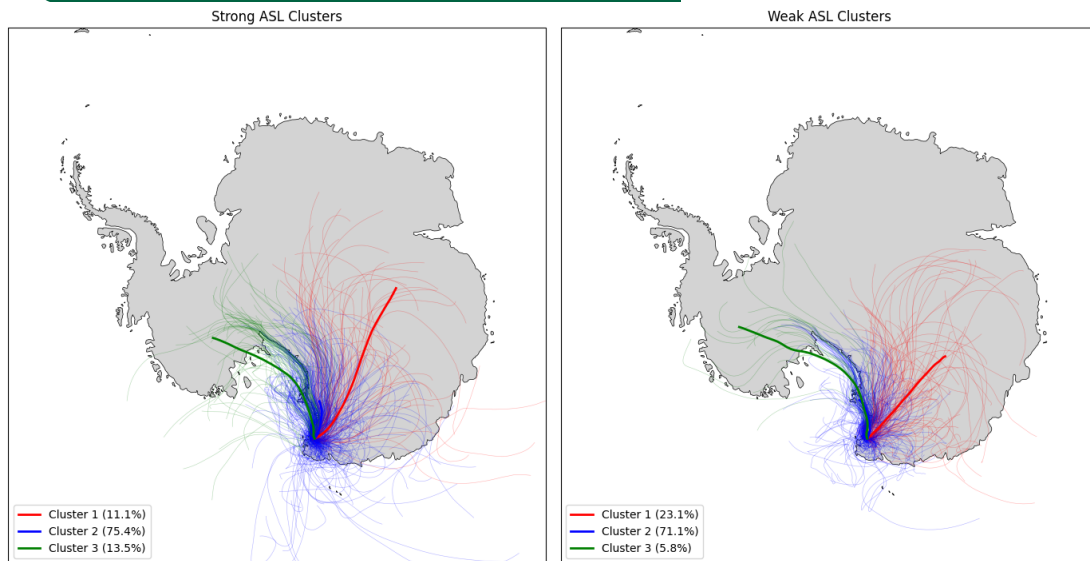 Strong ASL Clusters
Cluster 1 (11.1%)
Cluster 2 (75.4%)
Cluster 3 (13.5%)
Weak ASL Clusters
Cluster 1 (23.1%)
Cluster 2 (71.1%)
Cluster 3 (5.8%)